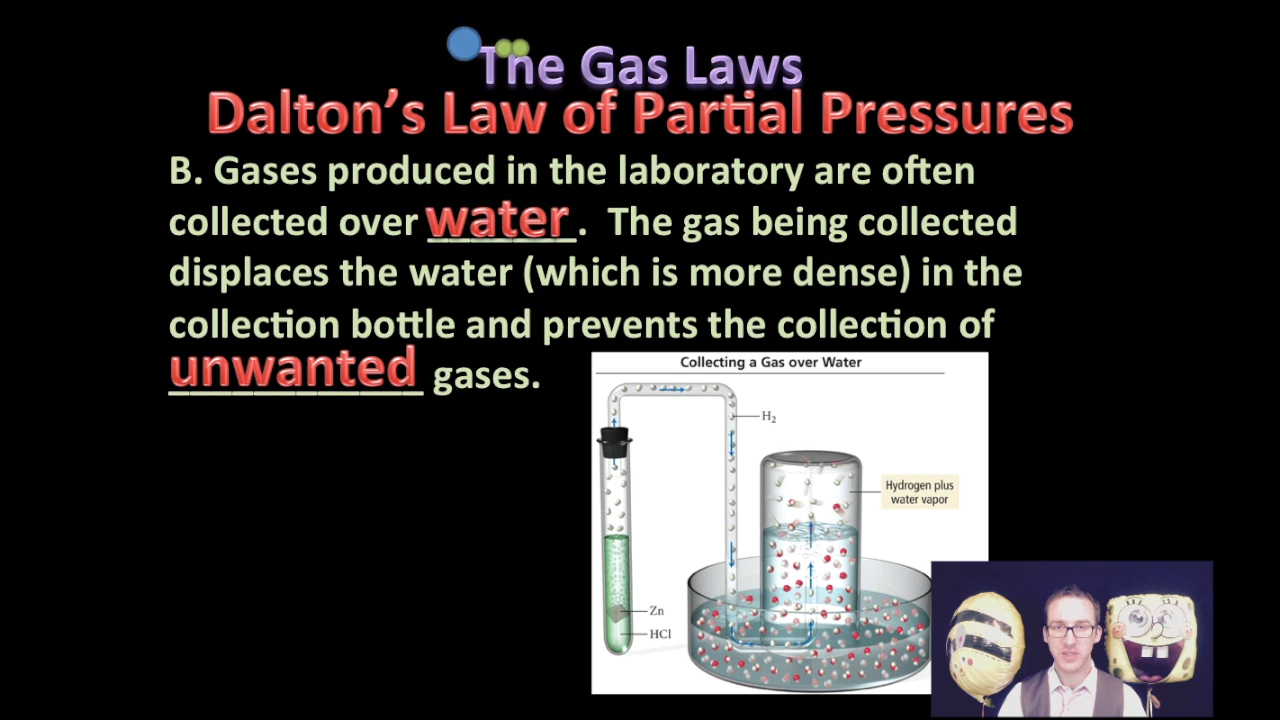 The Gas Laws
Dalton's Law of Partial Pressures
B. Gases produced in the laboratory are often
collected over water. The gas being collected
displaces the water (which is more dense) in the
collection bottle and prevents the collection of
unwanted gases.
Collecting a Gas over Water
H₂
Hydrogen plus
water vapor
Zn
HCl